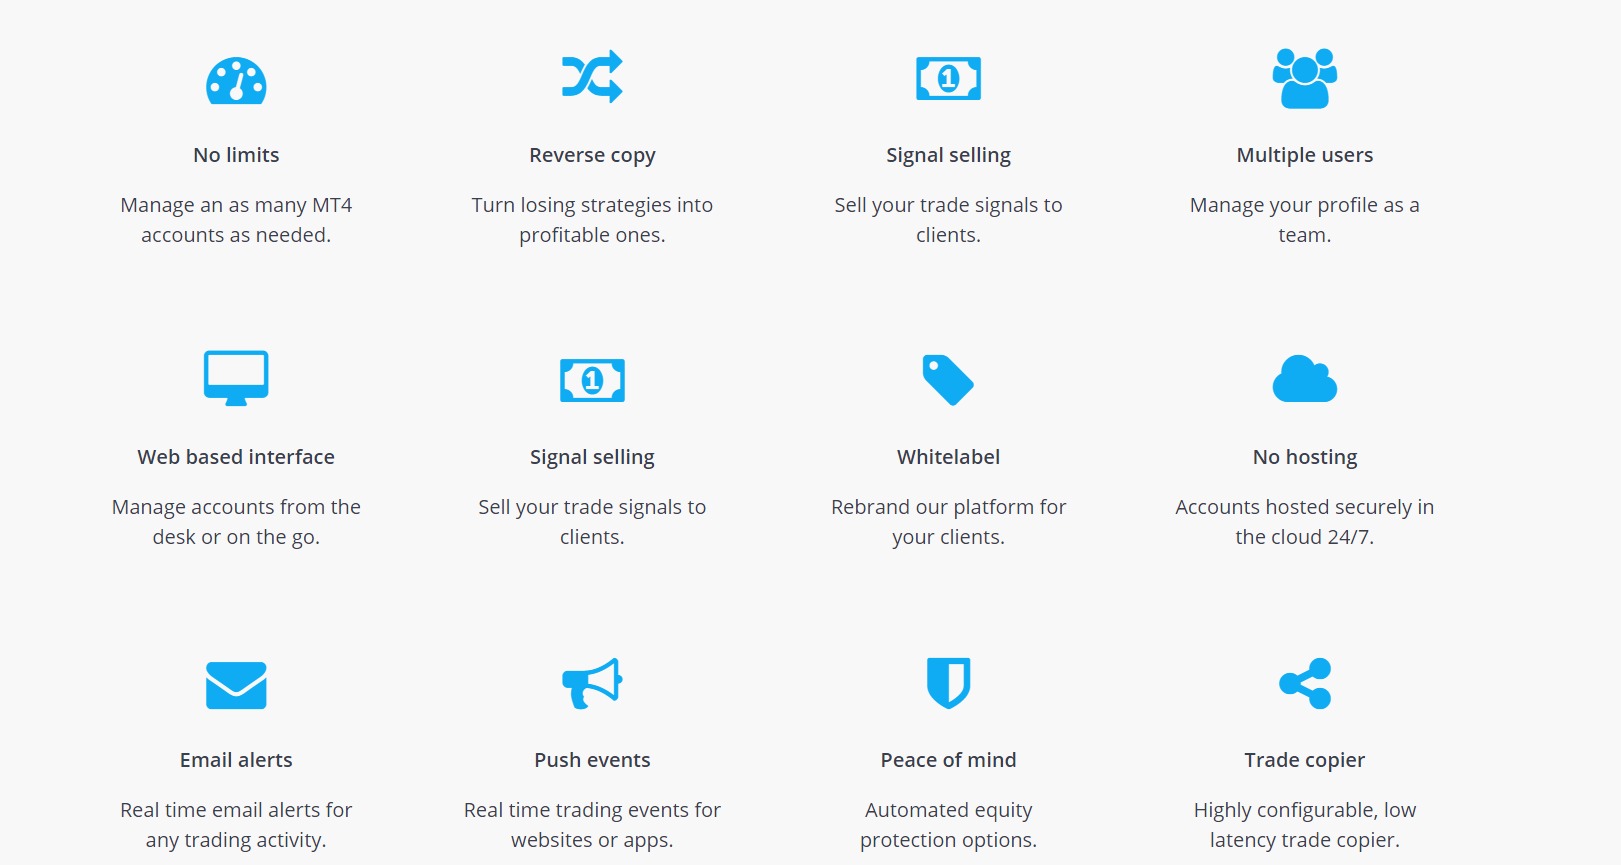 1
1
No limits
Reverse copy
Signal selling
Multiple users
Manage an as many MT4
accounts as needed.
Turn losing strategies into
profitable ones.
Sell your trade signals to
clients.
Manage your profile as a
team.
Web based interface
Signal selling
Whitelabel
No hosting
Manage accounts from the
desk or on the go.
Sell your trade signals to
clients.
Rebrand our platform for
your clients.
Accounts hosted securely in
the cloud 24/7.
Email alerts
Push events
Peace of mind
Trade copier
Real time email alerts for
any trading activity.
Real time trading events for
websites or apps.
Automated equity
protection options.
Highly configurable, low
latency trade copier.